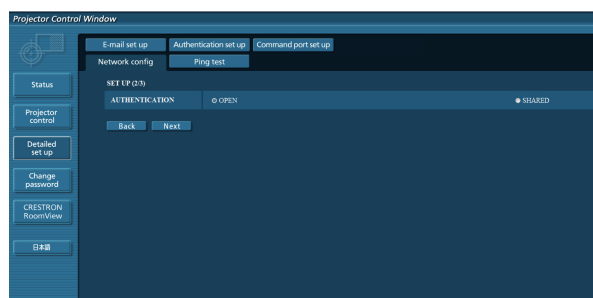 Projector Control Window
E-mail set up Authentication set up Command port set up
Network config Ping test
Status
Projector
control
Detailed
set up
Change
password
CRESTRON
RoomView
日本語
SET UP (2/3)
AUTHENTICATION OPEN SHARED
Back Next